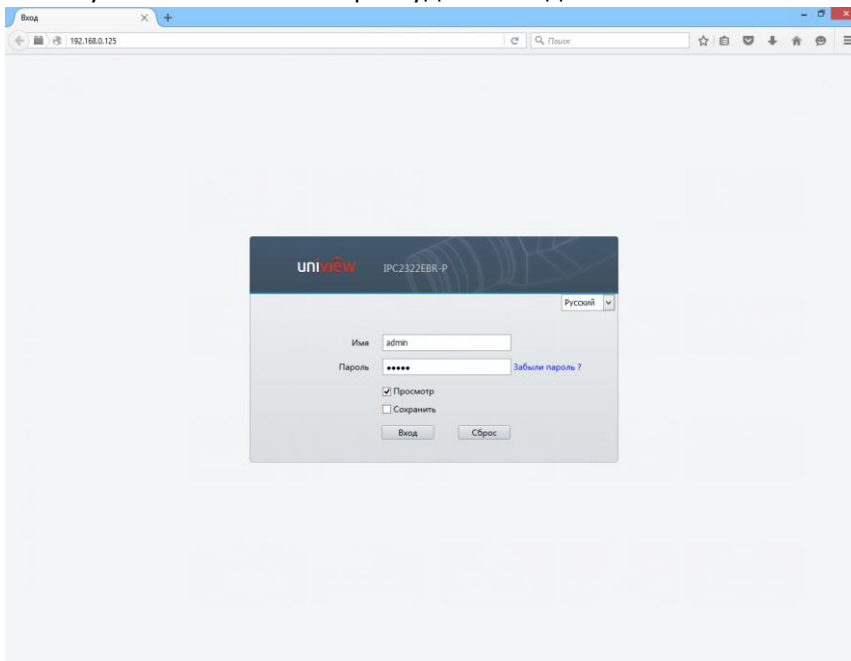 Вход
192.168.0.125
Поиск
uniview IPC2322EBR-P
Русский
Имя admin
Пароль ••••• Забыли пароль ?
Просмотр
Сохранить
Вход Сброс